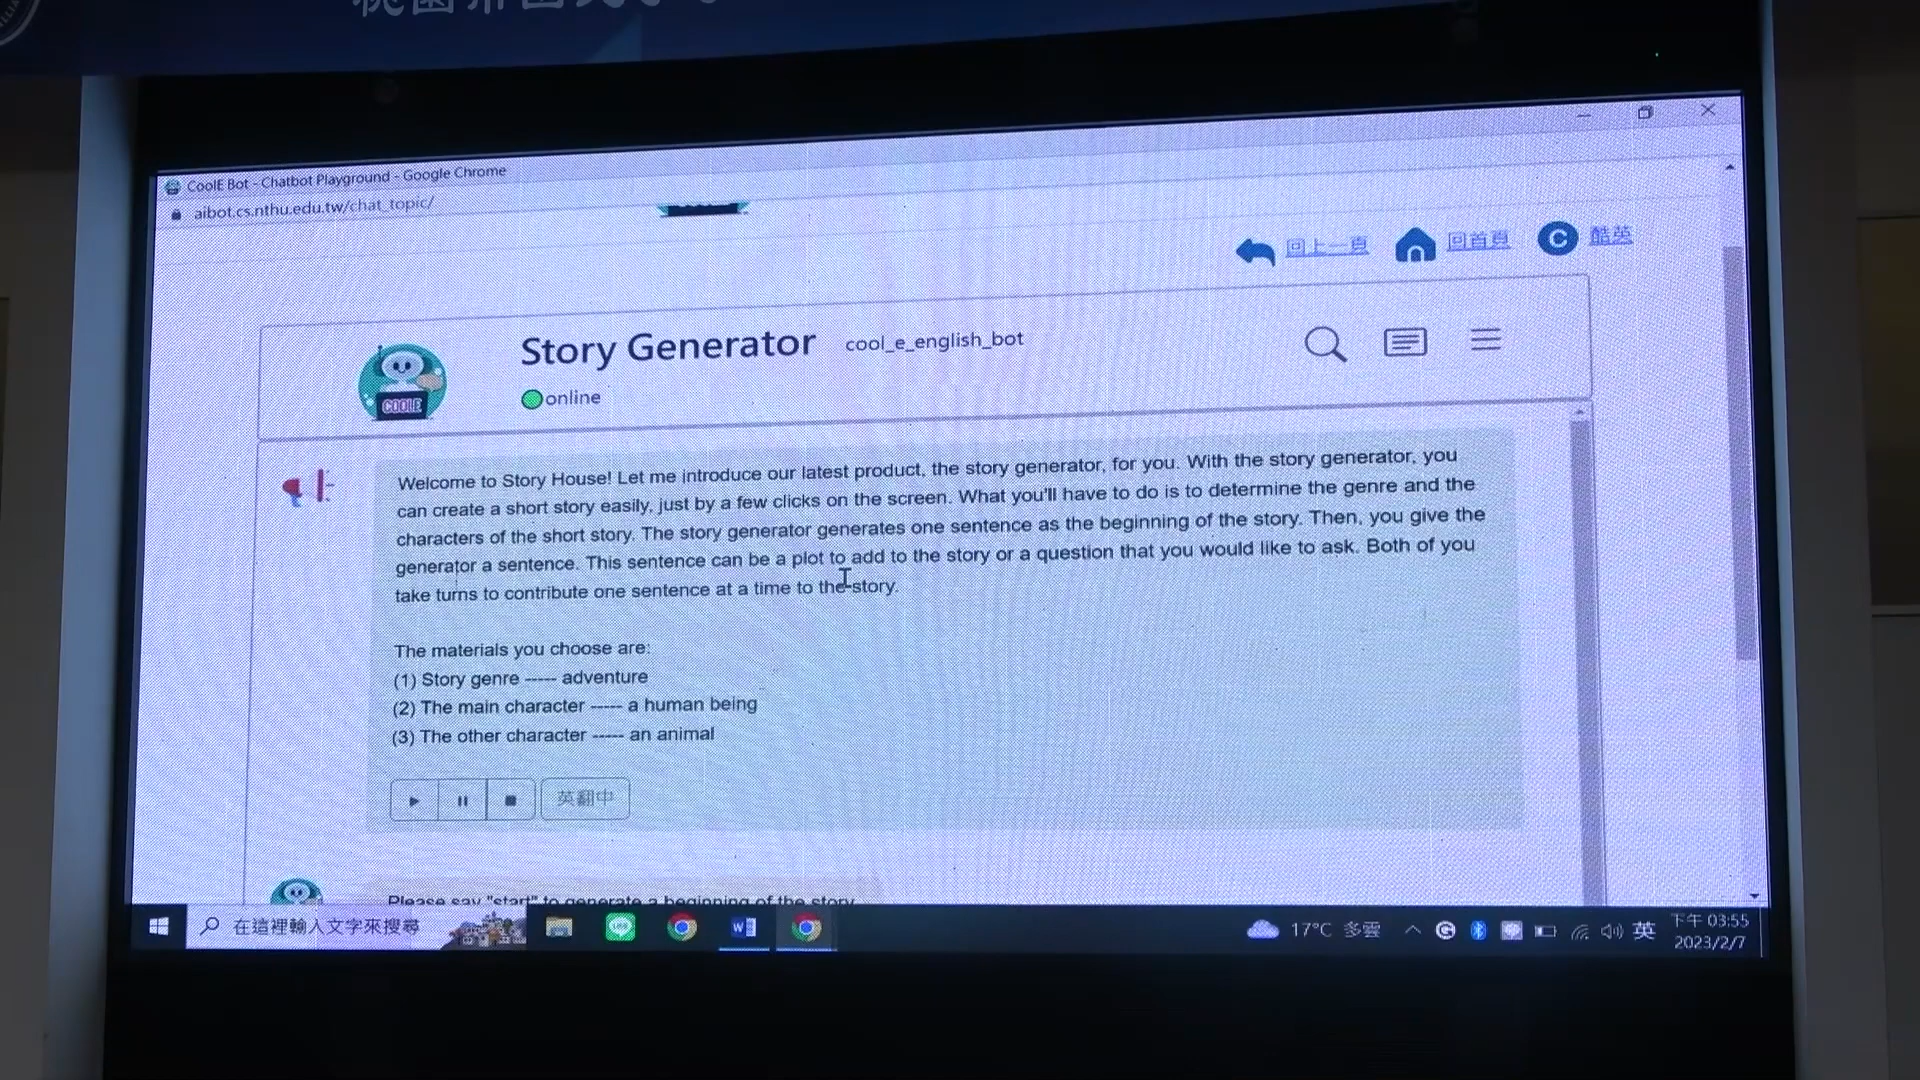 CoolE Bot - Chatbot Playground - Google Chrome
aibot.cs.nthu.edu.tw/chat_topic/
回上一頁 回首頁 C 酷英
Story Generator cool_e_english_bot
online
COOLE
Welcome to Story House! Let me introduce our latest product, the story generator, for you. With the story generator, you
can create a short story easily, just by a few clicks on the screen. What you'll have to do is to determine the genre and the
characters of the short story. The story generator generates one sentence as the beginning of the story. Then, you give the
generator a sentence. This sentence can be a plot to add to the story or a question that you would like to ask. Both of you
take turns to contribute one sentence at a time to the story.
The materials you choose are:
(1) Story genre ----- adventure
(2) The main character ----- a human being
(3) The other character ----- an animal
英翻中
Please say "start" to generate a beginning of the story
在這裡輸入文字來搜尋
17°C 多雲
英
下午 03:55
2023/2/7